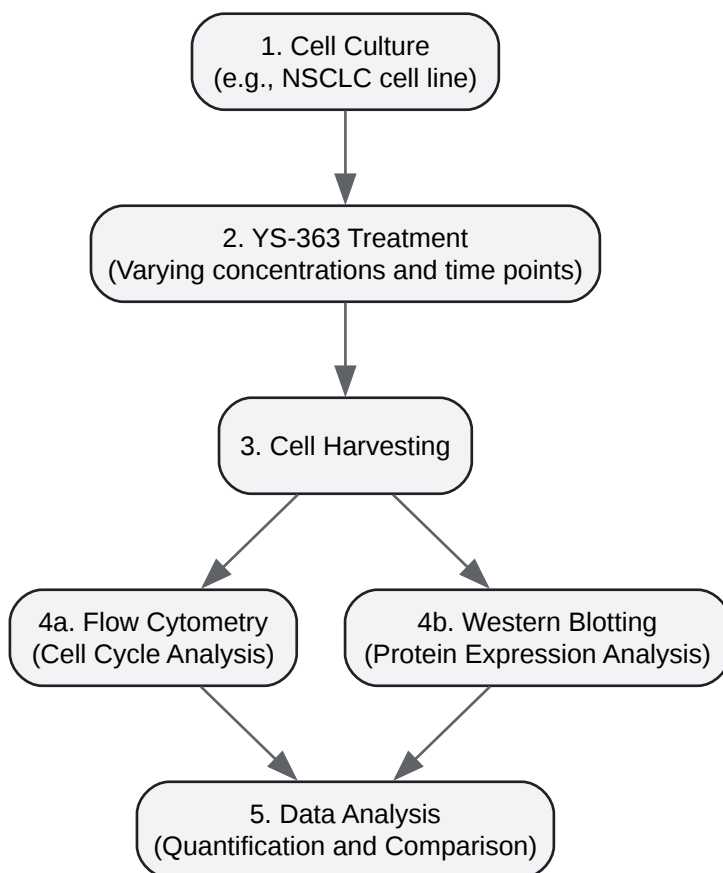 1. Cell Culture
(e.g., NSCLC cell line)
2. YS-363 Treatment
(Varying concentrations and time points)
3. Cell Harvesting
4a. Flow Cytometry
(Cell Cycle Analysis)
4b. Western Blotting
(Protein Expression Analysis)
5. Data Analysis
(Quantification and Comparison)